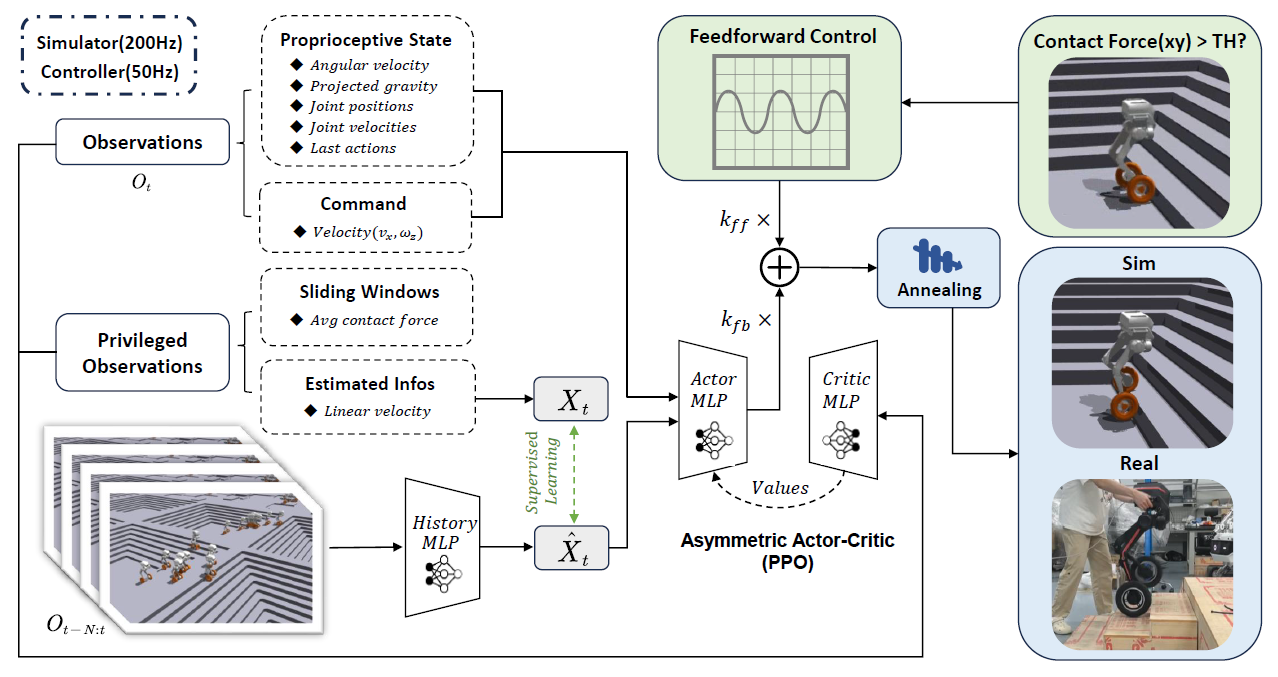 Simulator(200Hz)
Controller(50Hz)
Observations
O_t
Proprioceptive State
◆ Angular velocity
◆ Projected gravity
◆ Joint positions
◆ Joint velocities
◆ Last actions
Command
◆ Velocity(v_x, ω_z)
Privileged
Observations
Sliding Windows
◆ Avg contact force
Estimated Infos
◆ Linear velocity
X_t
Supervised
Learning
X̂_t
History
MLP
O_{t-N:t}
Feedforward Control
k_{ff} ×
k_{fb} ×
Actor
MLP
Critic
MLP
Values
Asymmetric Actor-Critic
(PPO)
Annealing
Contact Force(xy) > TH?
Sim
Real